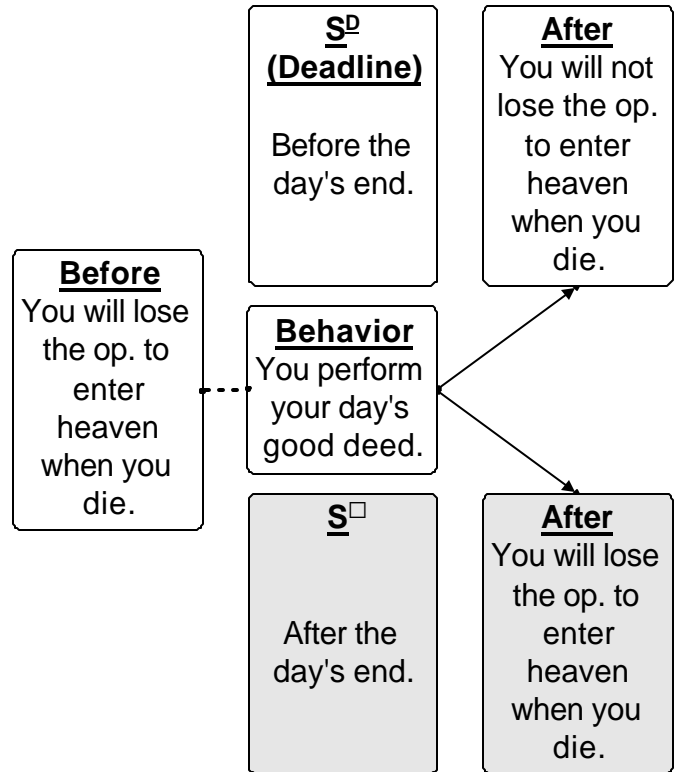 Before
You will lose
the op. to
enter
heaven
when you
die.
S^D
(Deadline)
Before the
day's end.
Behavior
You perform
your day's
good deed.
S□
After the
day's end.
After
You will not
lose the op.
to enter
heaven
when you
die.
After
You will lose
the op. to
enter
heaven
when you
die.